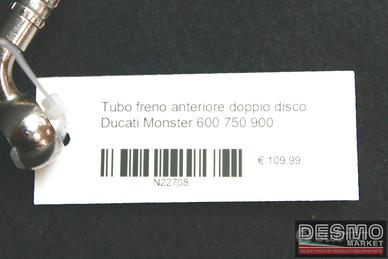 Tubo freno anteriore doppio disco
Ducati Monster 600 750 900
€ 109,99
N22708
DESMO
MARKET